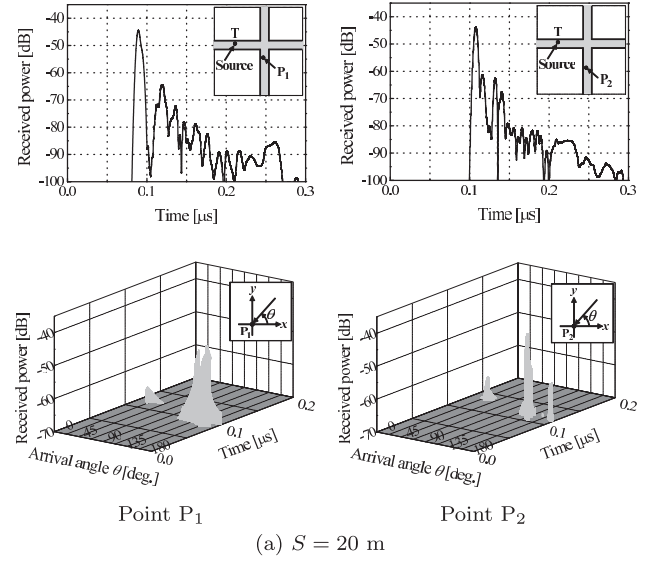 -40
-50
-60
-70
-80
-90
-100
0.0
0.1
0.2
0.3
Received power [dB]
Time [μs]
T
Source
P1
-40
-50
-60
-70
-80
-90
-100
0.0
0.1
0.2
0.3
Received power [dB]
Time [μs]
T
Source
P2
-40
-50
-60
-70
Received power [dB]
0
45
90
135
180
Arrival angle θ [deg.]
0.0
0.1
0.2
Time [μs]
y
θ
P1
x
-40
-50
-60
-70
Received power [dB]
0
45
90
135
180
Arrival angle θ [deg.]
0.0
0.1
0.2
Time [μs]
y
θ
P2
x
Point P1
Point P2
(a) S = 20 m